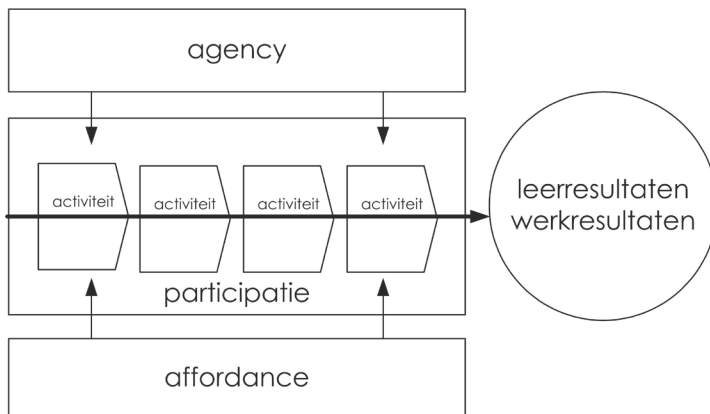 agency
activiteit
activiteit
activiteit
activiteit
participatie
leerresultaten
werkresultaten
affordance